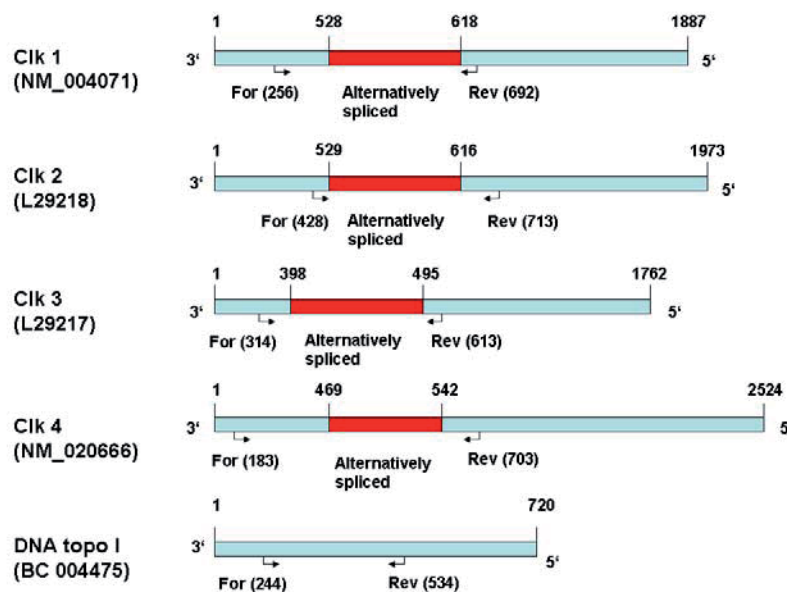 1 528 618 1887
Clk 1
(NM_004071)
3‘ 5‘
For (256) Alternatively spliced Rev (692)
1 529 616 1973
Clk 2
(L29218)
3‘ 5‘
For (428) Alternatively spliced Rev (713)
1 398 495 1762
Clk 3
(L29217)
3‘ 5‘
For (314) Alternatively spliced Rev (613)
1 469 542 2524
Clk 4
(NM_020666)
3‘ 5‘
For (183) Alternatively spliced Rev (703)
1 720
DNA topo I
(BC 004475)
3‘ 5‘
For (244) Rev (534)